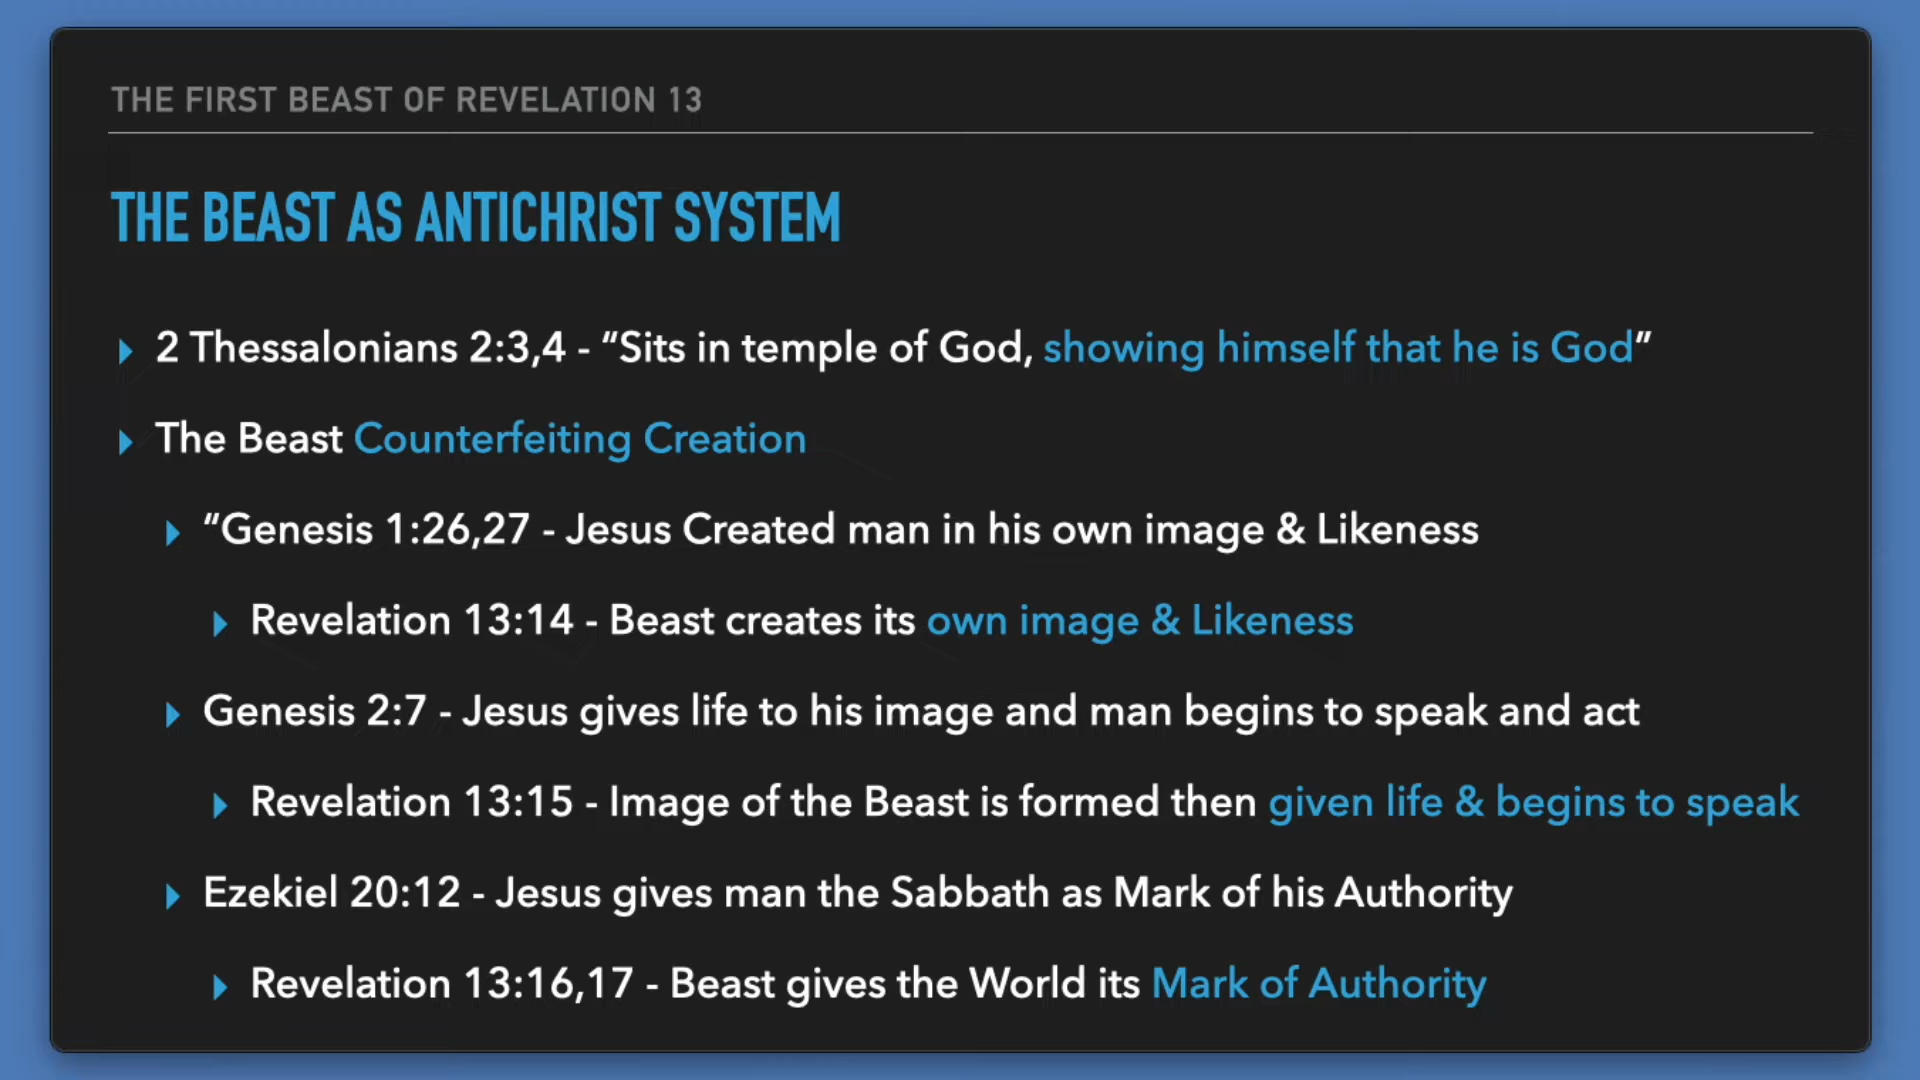 THE FIRST BEAST OF REVELATION 13
THE BEAST AS ANTICHRIST SYSTEM
2 Thessalonians 2:3,4 - “Sits in temple of God, showing himself that he is God”
The Beast Counterfeiting Creation
“Genesis 1:26,27 - Jesus Created man in his own image & Likeness
Revelation 13:14 - Beast creates its own image & Likeness
Genesis 2:7 - Jesus gives life to his image and man begins to speak and act
Revelation 13:15 - Image of the Beast is formed then given life & begins to speak
Ezekiel 20:12 - Jesus gives man the Sabbath as Mark of his Authority
Revelation 13:16,17 - Beast gives the World its Mark of Authority